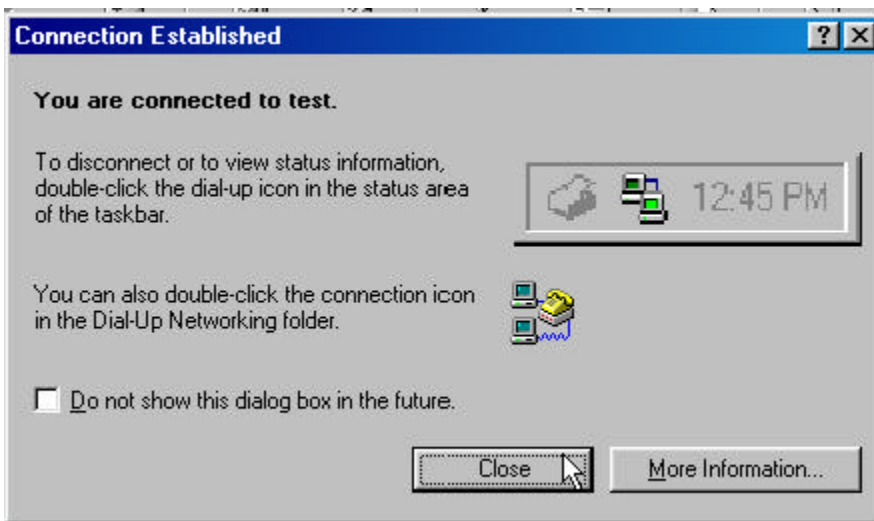 Connection Established
You are connected to test.
To disconnect or to view status information,
double-click the dial-up icon in the status area
of the taskbar.
12:45 PM
You can also double-click the connection icon
in the Dial-Up Networking folder.
Do not show this dialog box in the future.
Close
More Information...